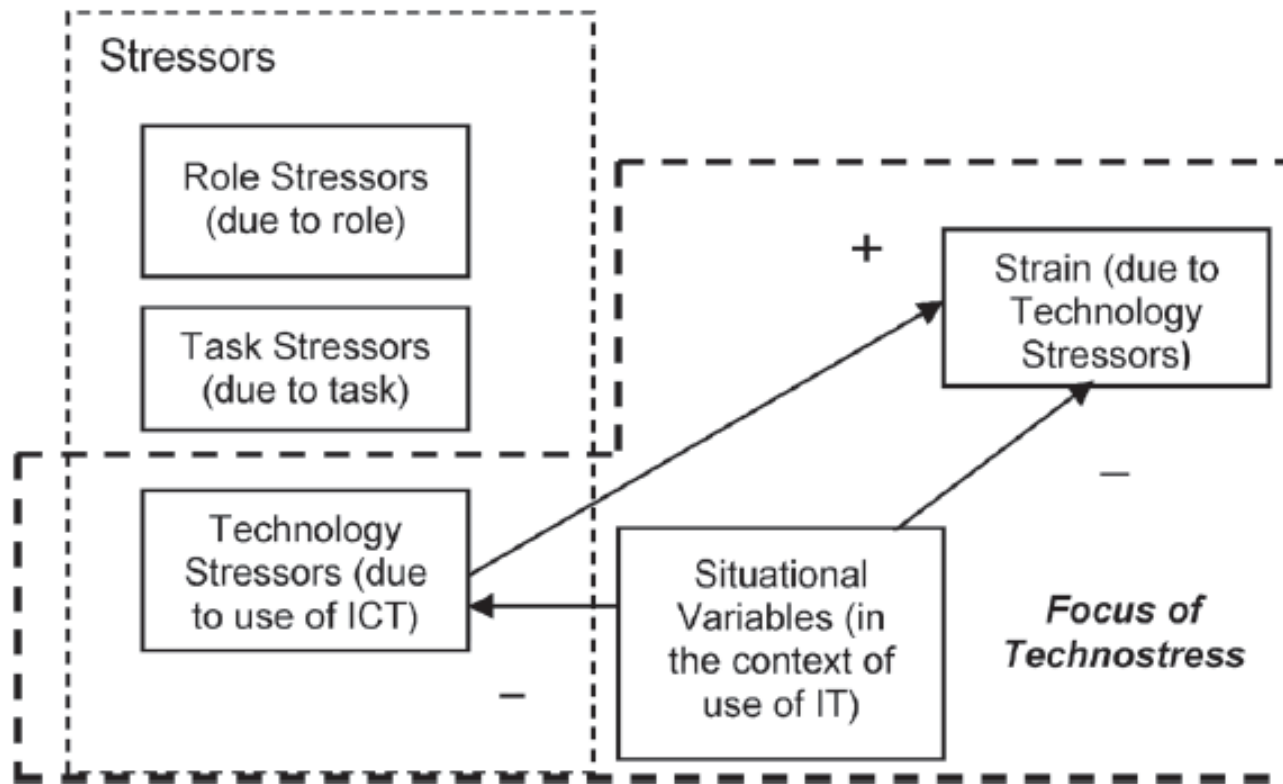 Stressors
Role Stressors
(due to role)
Task Stressors
(due to task)
Technology
Stressors (due
to use of ICT)
–
+
Strain (due to
Technology
Stressors)
–
Situational
Variables (in
the context of
use of IT)
Focus of
Technostress